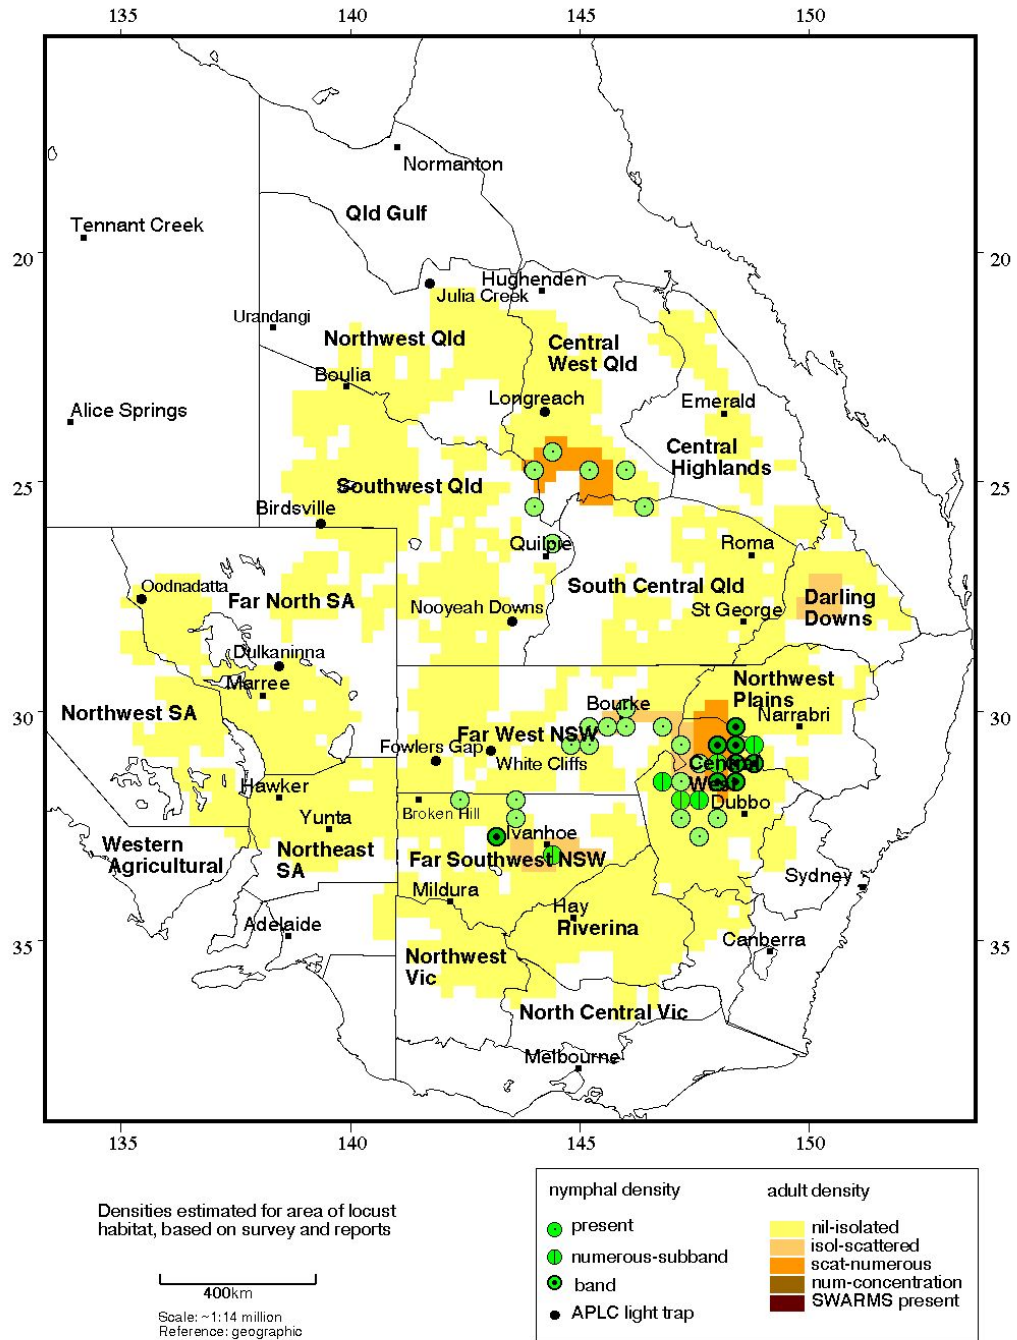 135 140 145 150
Normanton
Tennant Creek
Qld Gulf
20 20
Hughenden
Julia Creek
Urandangi
Northwest Qld
Central
West Qld
Boulia
Longreach
Emerald
Alice Springs
Central
Highlands
25 25
Southwest Qld
Birdsville
Quilpie
Roma
Oodnadatta
South Central Qld
Far North SA
Darling
Downs
Nooyeah Downs
St George
Dulkaninna
Marree
Northwest
Plains
30 30
Northwest SA
Bourke
Narrabri
Far West NSW
Fowlers Gap
White Cliffs
Central
West
Hawker
Broken Hill
Dubbo
Yunta
Ivanhoe
Western
Agricultural
Northeast
SA
Far Southwest NSW
Sydney
Mildura
Hay
Riverina
Adelaide
Canberra
35 35
Northwest
Vic
North Central Vic
Melbourne
135 140 145 150
Densities estimated for area of locust
habitat, based on survey and reports
400km
Scale: ~1:14 million
Reference: geographic
nymphal density
present
numerous-subband
band
APLC light trap
adult density
nil-isolated
isol-scattered
scat-numerous
num-concentration
SWARMS present